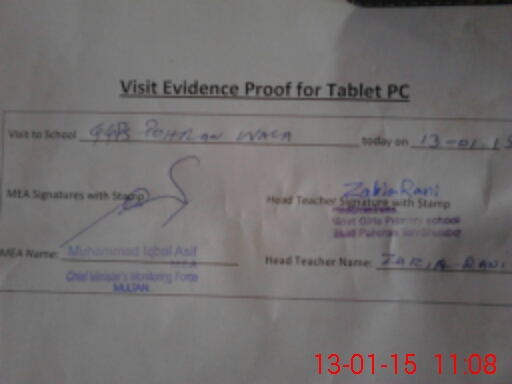 Visit Evidence Proof for Tablet PC
Visit to School GGPS POHTRAN WALA today on 13-01.15
MEA Signatures with Stamp
Zakia Rani
Head Teacher Signature with Stamp
Govt Girls Primary school
MEA Name: Muhammad Iqbal Asif
Chief Minister's Monitoring Force
MULTAN.
Head Teacher Name: ZAKIA RANI
13-01-15 11:08